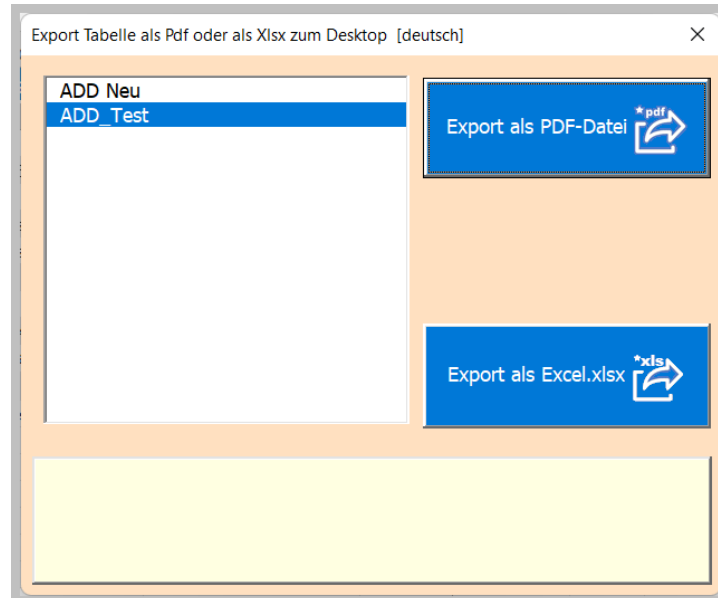 Export Tabelle als Pdf oder als Xlsx zum Desktop [deutsch]
ADD Neu
ADD_Test
Export als PDF-Datei
*pdf
Export als Excel.xlsx
*xls